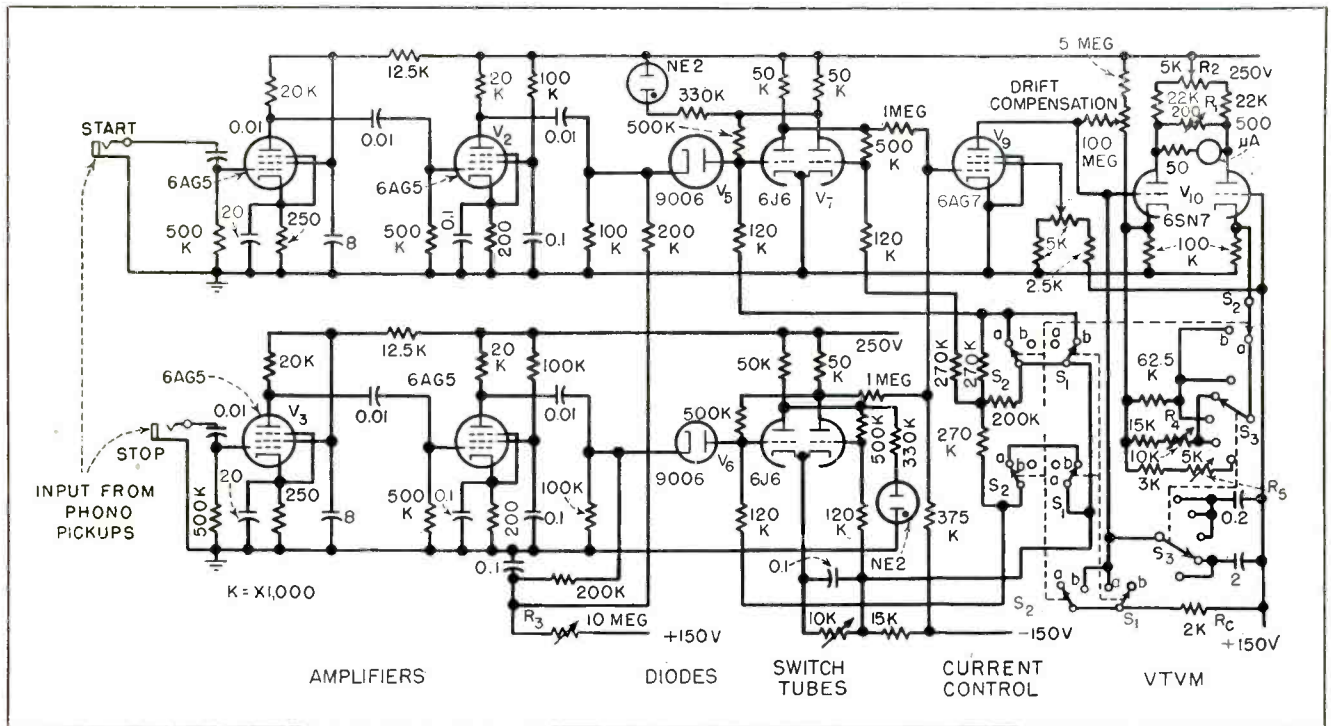 5 MEG
12.5K
NE2
50 K
50 K
5K
R2
250V
20K
20 K
100 K
330K
DRIFT COMPENSATION
22K
200
R1
22K
START
0.01
0.01
V2
0.01
500K
1MEG
500 K
V9
100 MEG
500 μA
50
6AG5
6AG5
V5
9006
6J6
V7
6AG7
V10
6SN7
20
250
500 K
8
500 K
0.1
200
0.1
100 K
200 K
120 K
120 K
5K
2.5K
100 K
S2
a
b
a
b
b
a
12.5K
250V
20K
20 K
100K
50K
50 K
1 MEG
270K
270K
S2
S1
200K
62.5 K
6AG5
6AG5
0.01
V3
0.01
0.01
500K
9006
V6
6J6
500K
330K
270 K
a
b
b
a
S2
S1
15K
R4
10K
5K
S3
3K
R5
STOP
INPUT FROM PHONO PICKUPS
500K
20
250
8
500 K
0.1
200
0.1
100K
120 K
120 K
NE2
375 K
0.2
S3
2
0.1
200K
0.1
a
b
a
b
K = X1,000
R3
10 MEG
+150V
10K
15K
-150V
S2
S1
2K
RC
+150V
AMPLIFIERS
DIODES
SWITCH TUBES
CURRENT CONTROL
VTVM